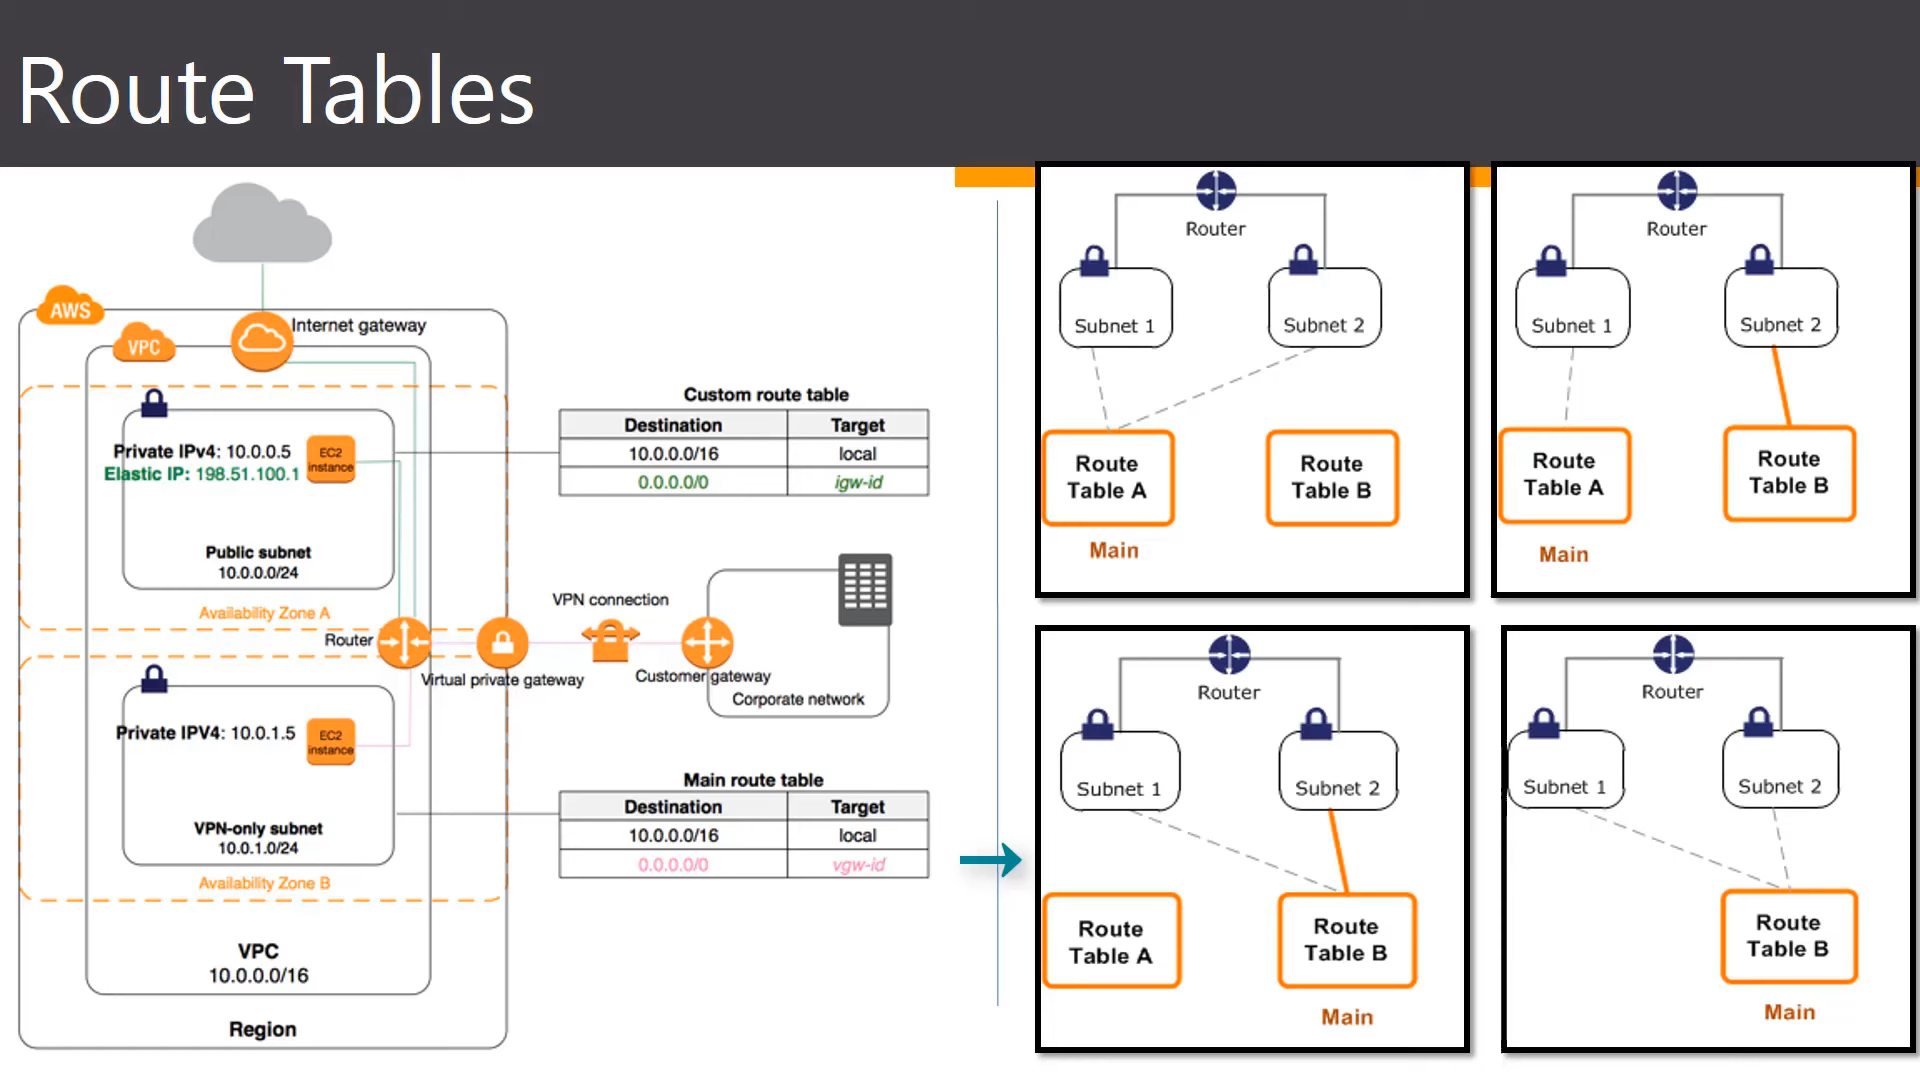 Route Tables
AWS
Internet gateway
VPC
Private IPv4: 10.0.0.5
Elastic IP: 198.51.100.1
EC2
instance
Public subnet
10.0.0.0/24
Availability Zone A
Router
Virtual private gateway
VPN connection
Customer gateway
Corporate network
Private IPV4: 10.0.1.5
EC2
instance
VPN-only subnet
10.0.1.0/24
Availability Zone B
VPC
10.0.0.0/16
Region
Custom route table
Destination Target
10.0.0.0/16 local
0.0.0.0/0 igw-id
Main route table
Destination Target
10.0.0.0/16 local
0.0.0.0/0 vgw-id
Router
Subnet 1
Subnet 2
Route
Table A
Route
Table B
Main
Router
Subnet 1
Subnet 2
Route
Table A
Route
Table B
Main
Router
Subnet 1
Subnet 2
Route
Table A
Route
Table B
Main
Router
Subnet 1
Subnet 2
Route
Table B
Main